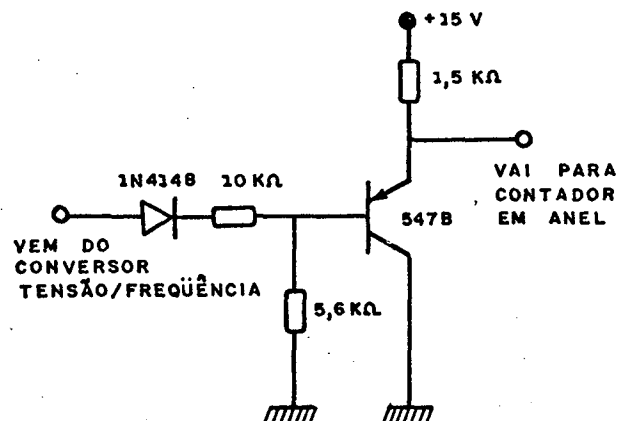 +15 V
1,5 KΩ
1N4148
10 KΩ
VEM DO
CONVERSOR
TENSÃO/FREQÜÊNCIA
5,6 KΩ
547B
VAI PARA
CONTADOR
EM ANEL